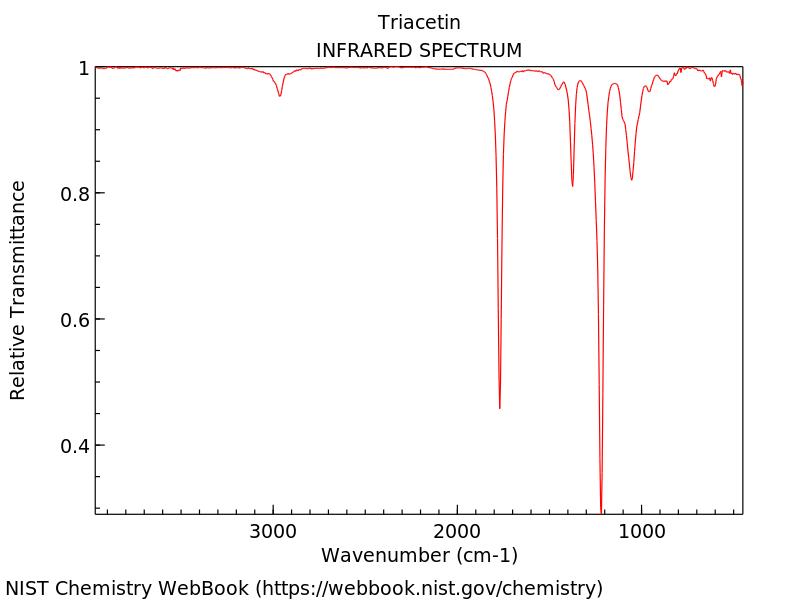 Triacetin
INFRARED SPECTRUM
1
0.8
0.6
0.4
Relative Transmittance
3000 2000 1000
Wavenumber (cm-1)
NIST Chemistry WebBook (https://webbook.nist.gov/chemistry)